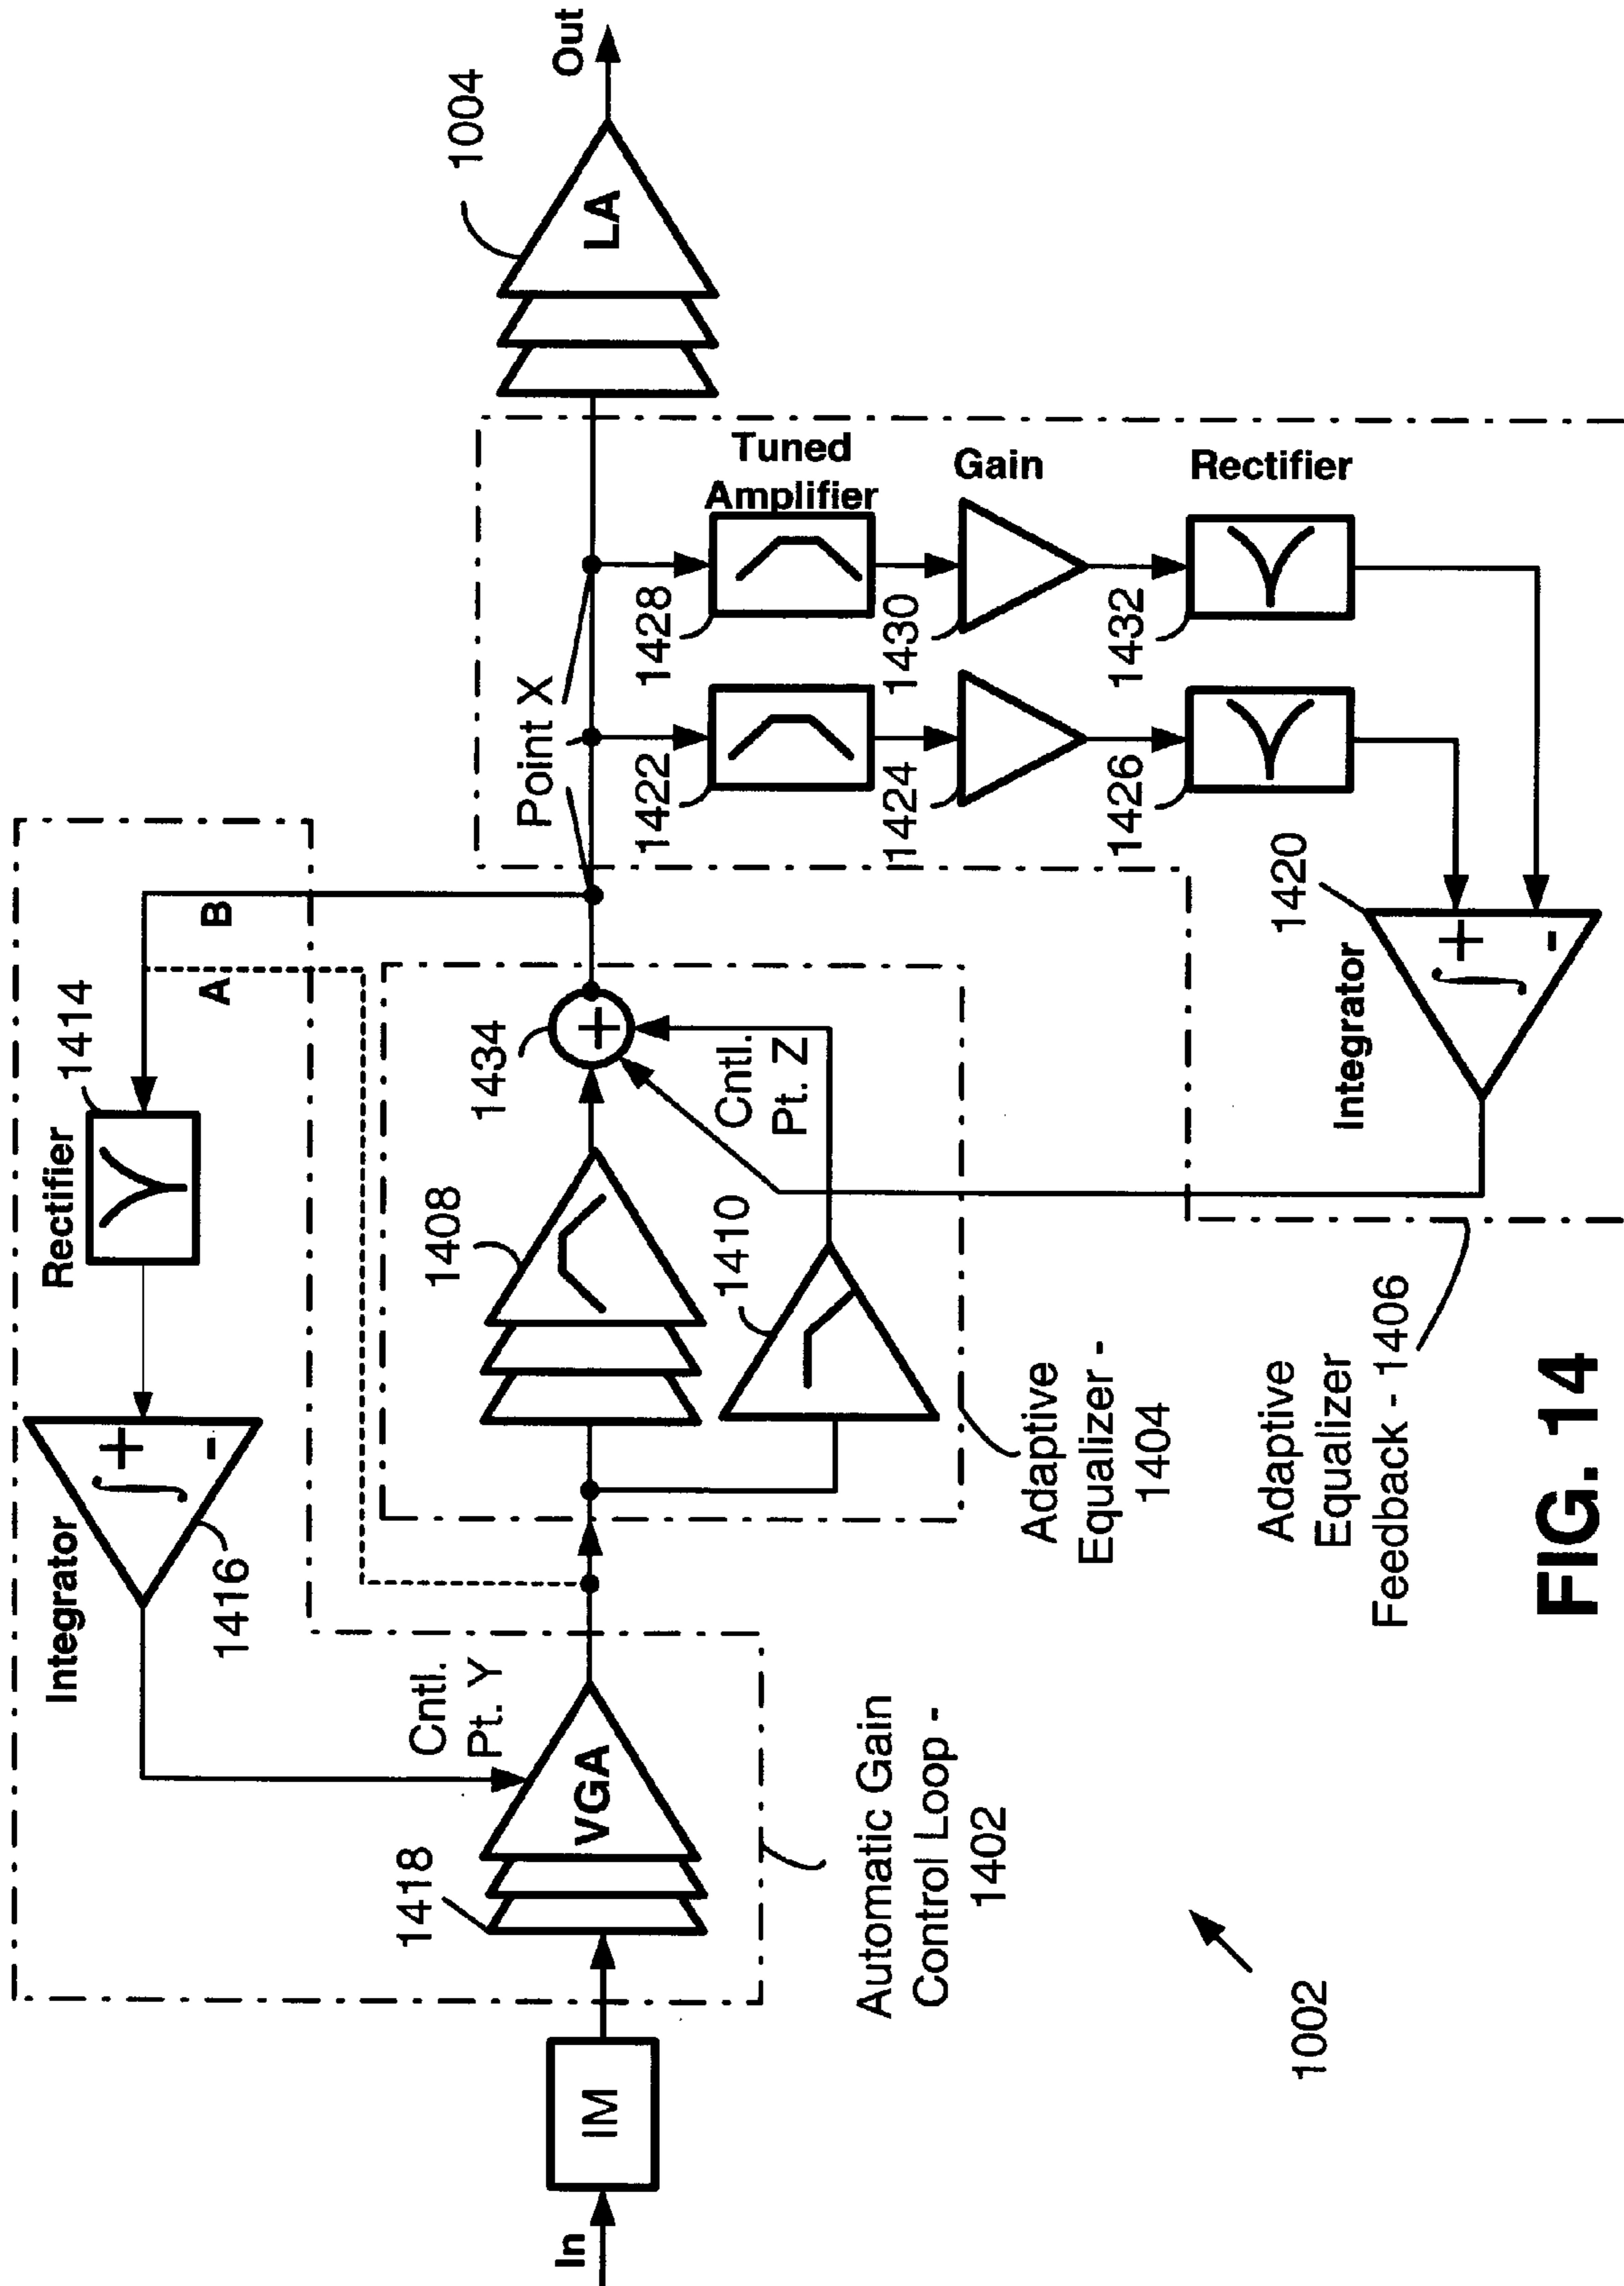 In
IM
1418
VGA
Cntl.
Pt. Y
Integrator
1416
Rectifier
1414
A
B
Automatic Gain
Control Loop -
1402
1408
1410
1434
+
Cntl.
Pt. Z
Adaptive
Equalizer -
1404
Point X
Tuned
Amplifier
Gain
Rectifier
1422
1424
1426
1428
1430
1432
∫ +
-
∫ +
-
1420
Integrator
Adaptive
Equalizer
Feedback - 1406
LA
1004
Out
1002
FIG. 14